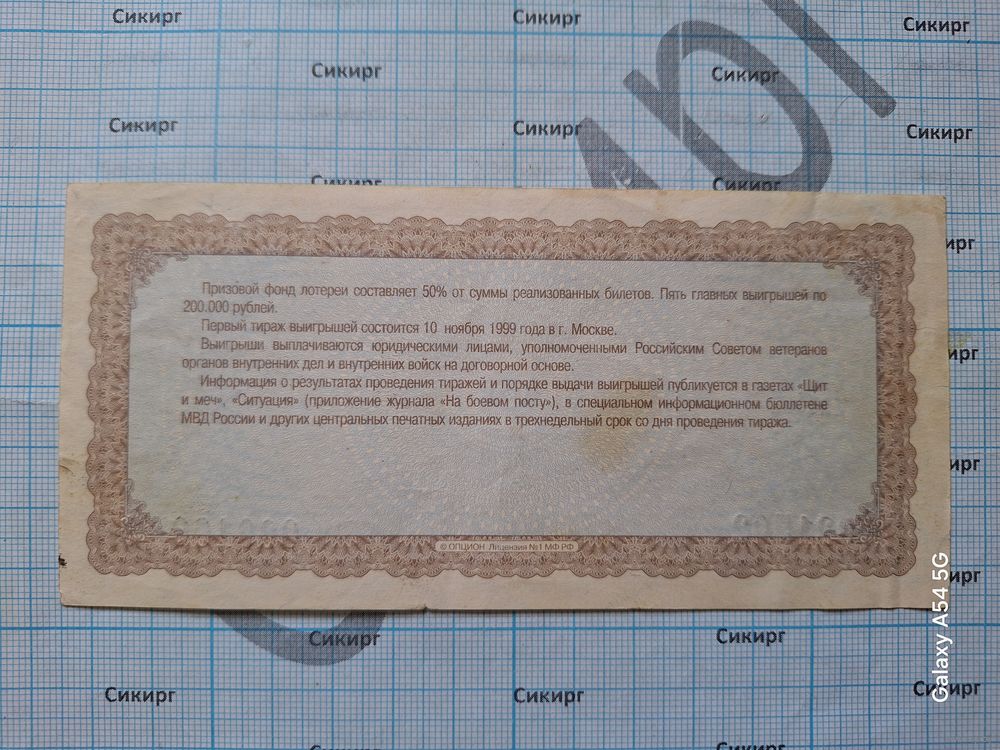 Сикирг Сикирг Сикирг
Сикирг Сикирг
Сикирг Сикирг Сикирг
Сикирг Сикирг
Призовой фонд лотереи составляет 50% от суммы реализованных билетов. Пять главных выигрышей по
200.000 рублей.
Первый тираж выигрышей состоится 10 ноября 1999 года в г. Москве.
Выигрыши выплачиваются юридическими лицами, уполномоченными Российским Советом ветеранов
органов внутренних дел и внутренних войск на договорной основе.
Информация о результатах проведения тиражей и порядке выдачи выигрышей публикуется в газетах «Щит
и меч», «Ситуация» (приложение журнала «На боевом посту»), в специальном информационном бюллетене
МВД России и других центральных печатных изданиях в трехнедельный срок со дня проведения тиража.
© ОПЦИОН Лицензия №1 МФ РФ
Galaxy A54 5G
Сикирг Сикирг
Сикирг Сикирг Сикирг
Сикирг Сикирг